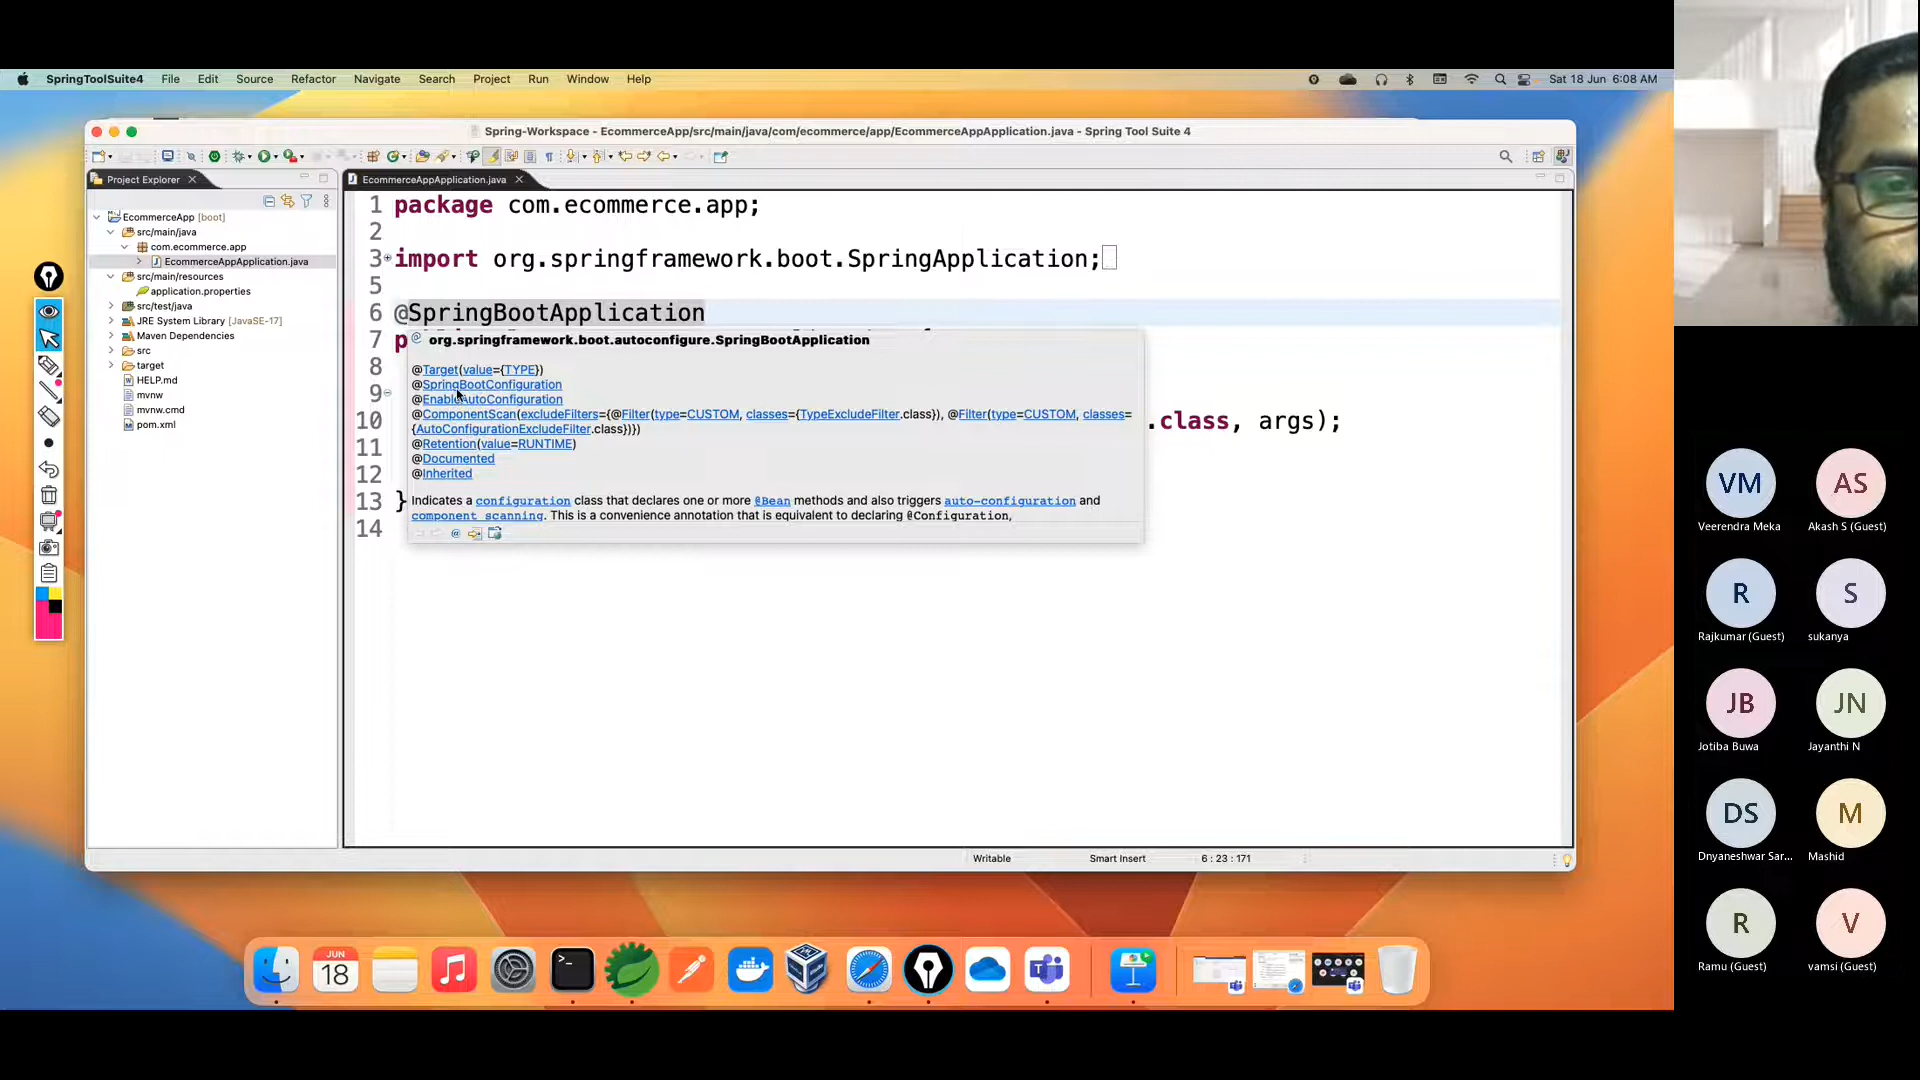 SpringToolSuite4 File Edit Source Refactor Navigate Search Project Run Window Help
Sat 18 Jun 6:08 AM
Spring-Workspace - EcommerceApp/src/main/java/com/ecommerce/app/EcommerceAppApplication.java - Spring Tool Suite 4
Project Explorer
EcommerceApp [boot]
src/main/java
com.ecommerce.app
EcommerceAppApplication.java
src/main/resources
application.properties
src/test/java
JRE System Library [JavaSE-17]
Maven Dependencies
src
target
HELP.md
mvnw
mvnw.cmd
pom.xml
EcommerceAppApplication.java
1 package com.ecommerce.app;
2
3 import org.springframework.boot.SpringApplication;
5
6 @SpringBootApplication
7 p
8
9
10 .class, args);
11
12
13 }
14
@ org.springframework.boot.autoconfigure.SpringBootApplication
@Target(value={TYPE})
@SpringBootConfiguration
@EnableAutoConfiguration
@ComponentScan(excludeFilters={@Filter(type=CUSTOM, classes={TypeExcludeFilter.class}), @Filter(type=CUSTOM, classes=
{AutoConfigurationExcludeFilter.class})})
@Retention(value=RUNTIME)
@Documented
@Inherited
Indicates a configuration class that declares one or more @Bean methods and also triggers auto-configuration and
component scanning. This is a convenience annotation that is equivalent to declaring @Configuration,
Writable Smart Insert 6 : 23 : 171
JUN
18
VM
Veerendra Meka
AS
Akash S (Guest)
R
Rajkumar (Guest)
S
sukanya
JB
Jotiba Buwa
JN
Jayanthi N
DS
Dnyaneshwar Sar...
M
Mashid
R
Ramu (Guest)
V
vamsi (Guest)